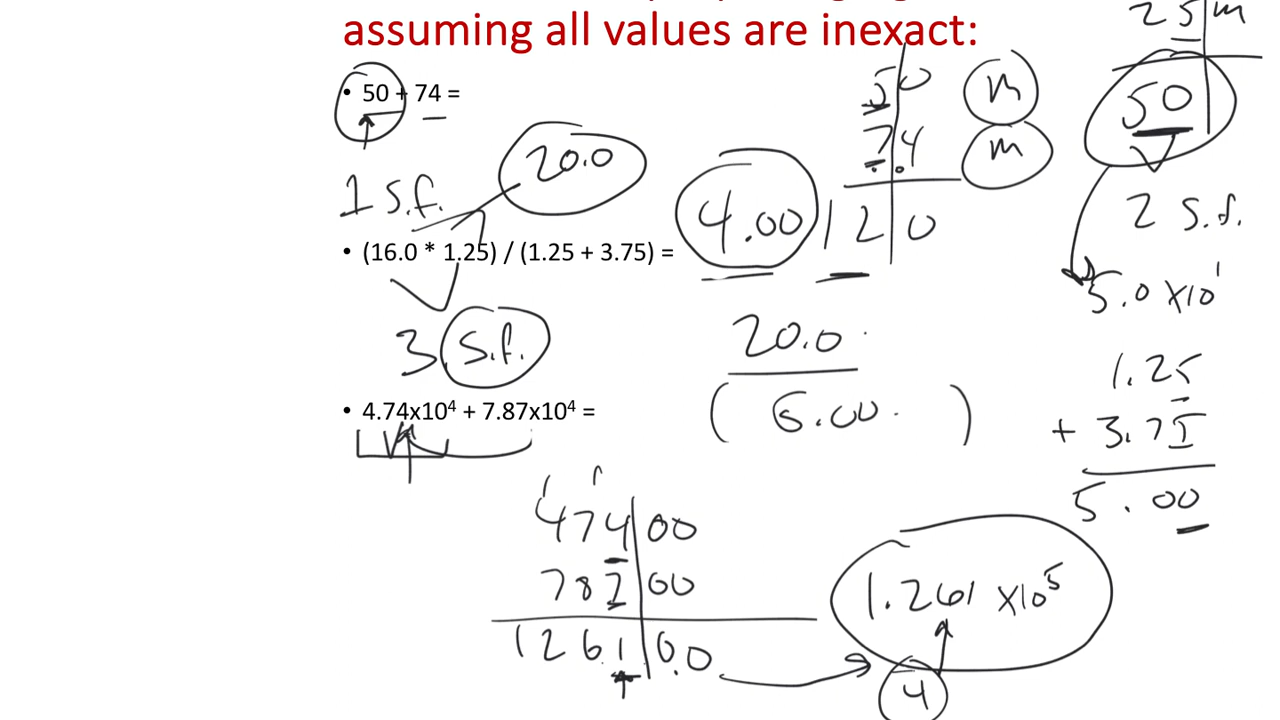 assuming all values are inexact:
• 50 + 74 =
1 s.f.
20.0
50 m
74 m
120
25 m
50
2 s.f.
5.0 x10¹
• (16.0 * 1.25) / (1.25 + 3.75) =
4.00
3 s.f.
20.0
(5.00)
1.25
+ 3.75
5.00
• 4.74x10⁴ + 7.87x10⁴ =
1 1
474 00
787 00
1261 0.0
1.261 x10⁵
4